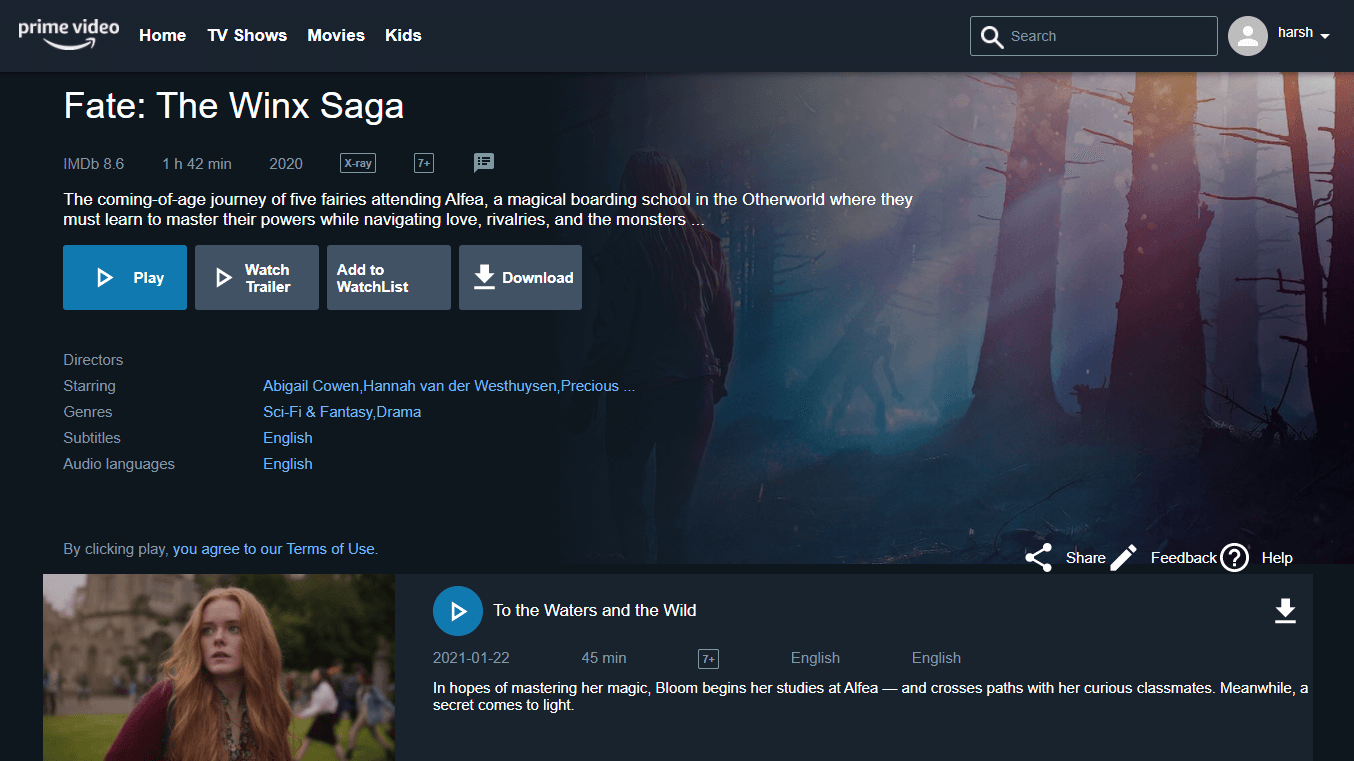 prime video Home TV Shows Movies Kids Search harsh
Fate: The Winx Saga
IMDb 8.6 1 h 42 min 2020 X-ray 7+
The coming-of-age journey of five fairies attending Alfea, a magical boarding school in the Otherworld where they
must learn to master their powers while navigating love, rivalries, and the monsters ...
Play
Watch
Trailer
Add to
WatchList
Download
Directors
Starring Abigail Cowen,Hannah van der Westhuysen,Precious ...
Genres Sci-Fi & Fantasy,Drama
Subtitles English
Audio languages English
By clicking play, you agree to our Terms of Use.
Share Feedback Help
To the Waters and the Wild
2021-01-22 45 min 7+ English English
In hopes of mastering her magic, Bloom begins her studies at Alfea — and crosses paths with her curious classmates. Meanwhile, a
secret comes to light.